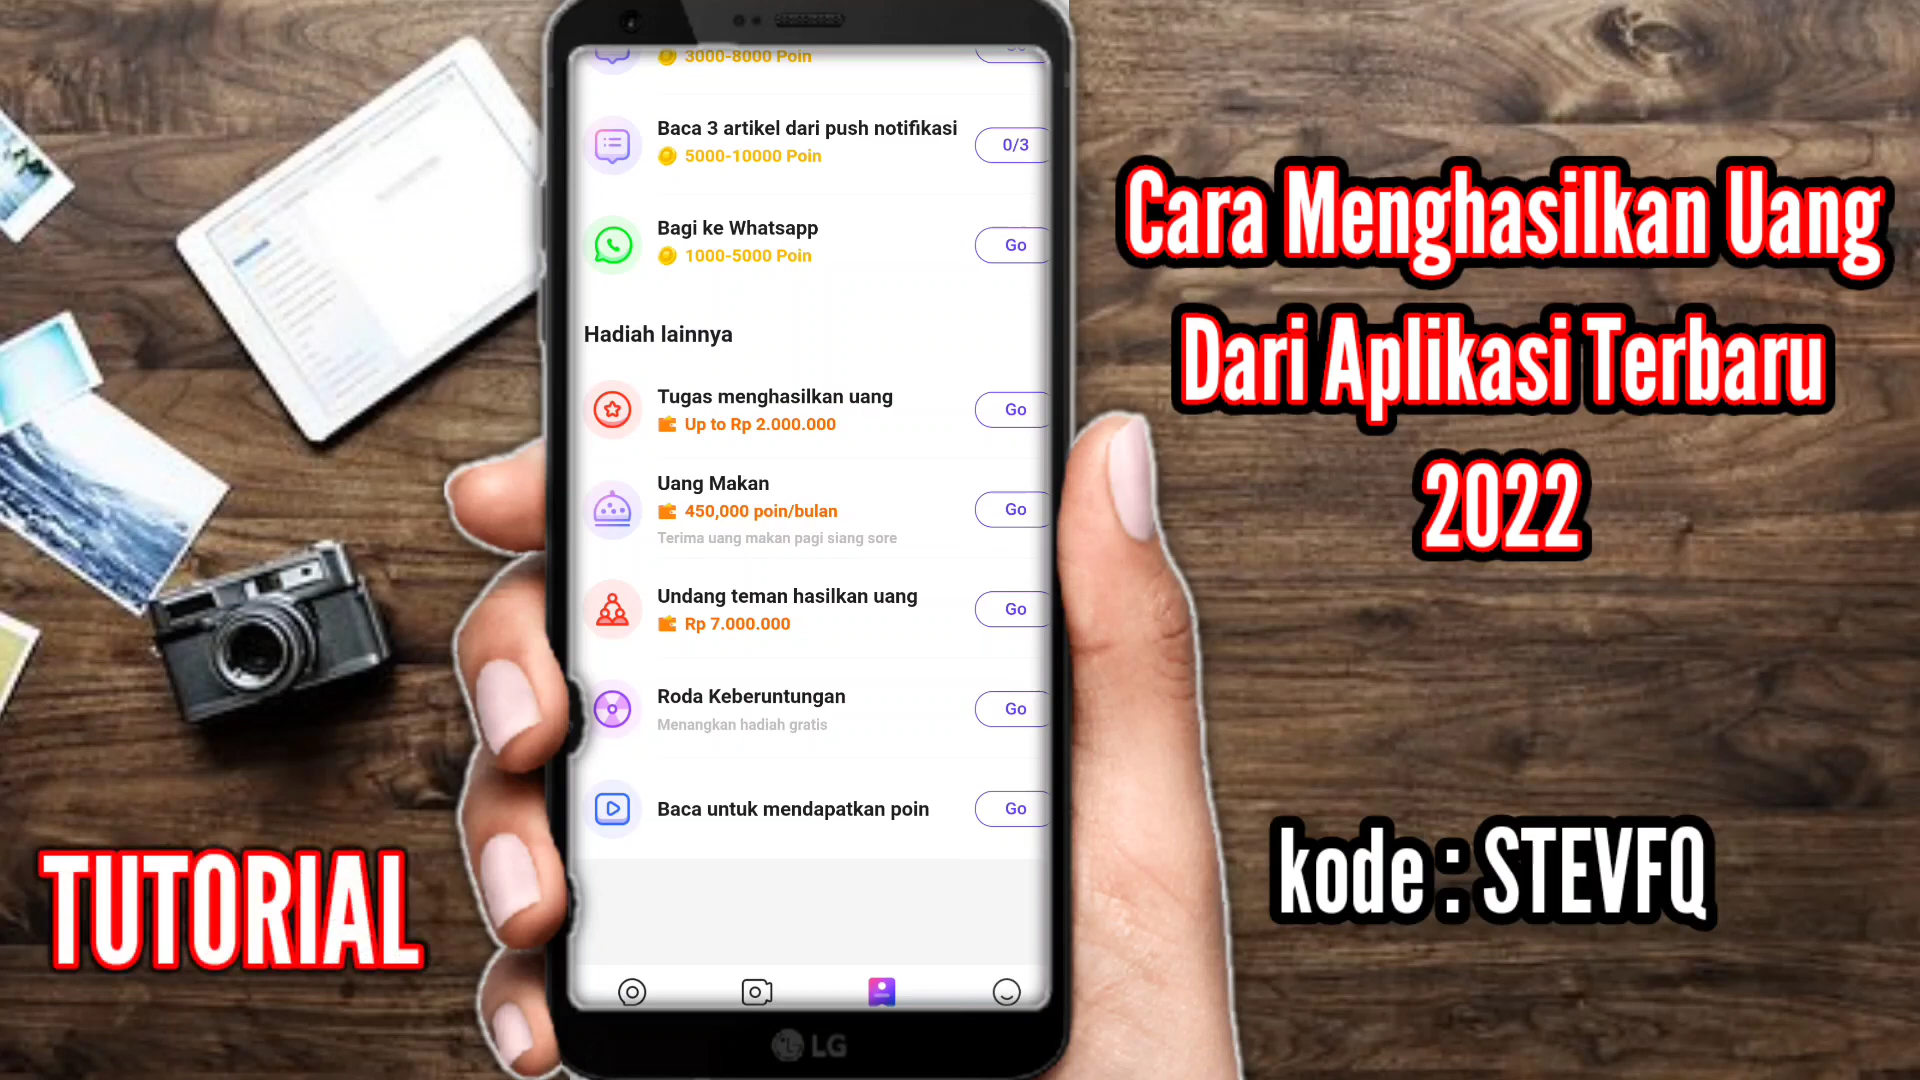 3000-8000 Poin
Baca 3 artikel dari push notifikasi
5000-10000 Poin
0/3
Bagi ke Whatsapp
1000-5000 Poin
Go
Hadiah lainnya
Tugas menghasilkan uang
Up to Rp 2.000.000
Go
Uang Makan
450,000 poin/bulan
Terima uang makan pagi siang sore
Go
Undang teman hasilkan uang
Rp 7.000.000
Go
Roda Keberuntungan
Menangkan hadiah gratis
Go
Baca untuk mendapatkan poin
Go
LG
Cara Menghasilkan Uang
Dari Aplikasi Terbaru
2022
kode : STEVFQ
TUTORIAL